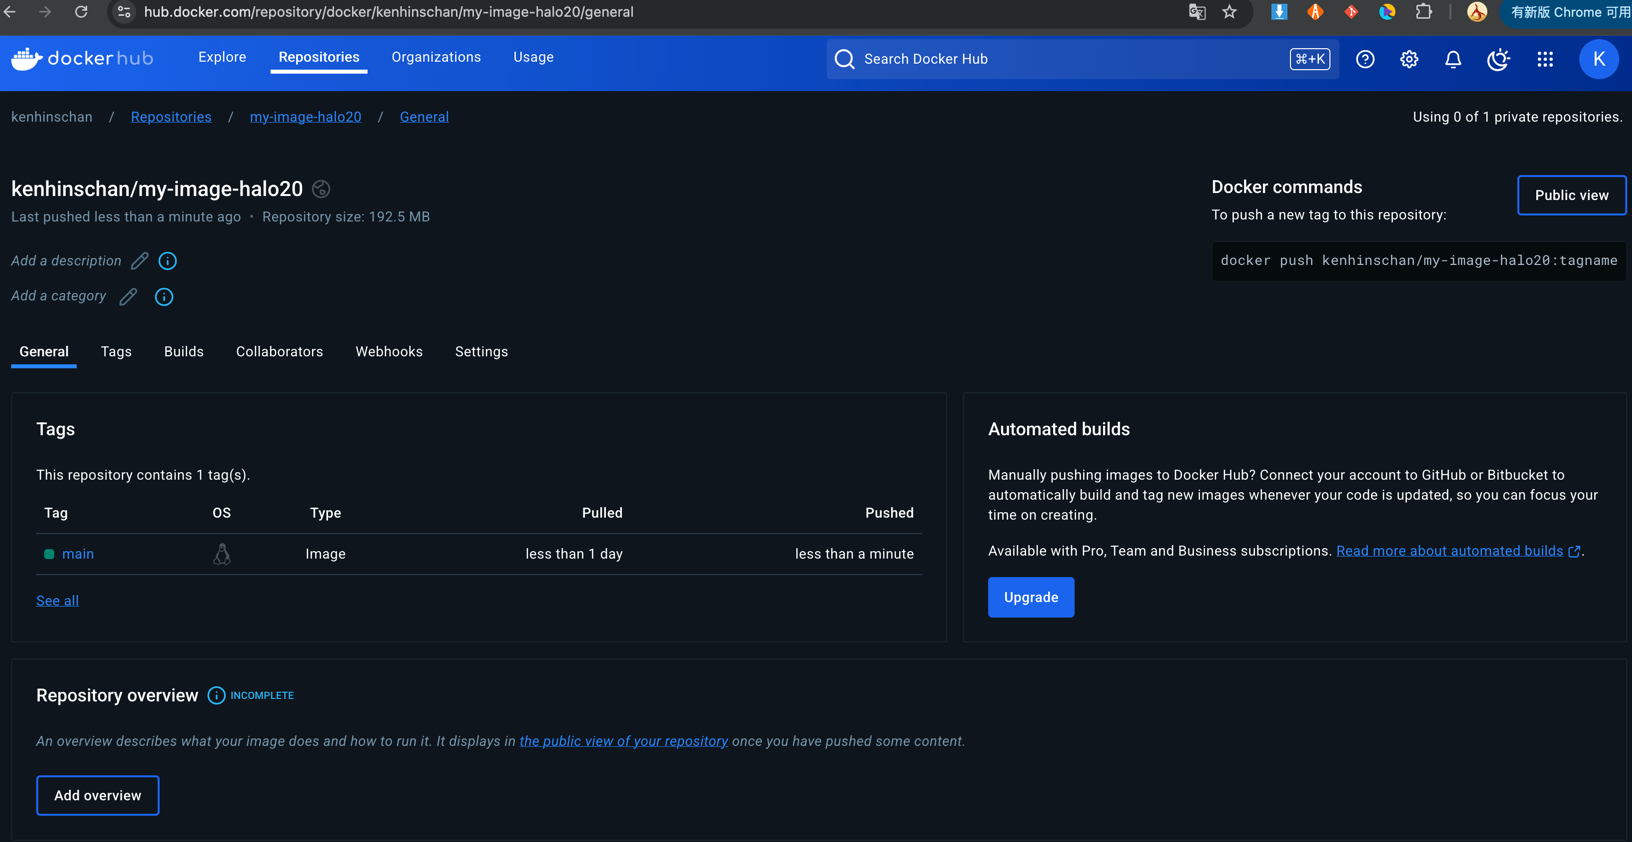 hub.docker.com/repository/docker/kenhinschan/my-image-halo20/general
有新版 Chrome 可用
dockerhub
Explore
Repositories
Organizations
Usage
Search Docker Hub
⌘+K
K
kenhinschan / Repositories / my-image-halo20 / General
Using 0 of 1 private repositories.
kenhinschan/my-image-halo20
Last pushed less than a minute ago • Repository size: 192.5 MB
Add a description
Add a category
Docker commands
Public view
To push a new tag to this repository:
docker push kenhinschan/my-image-halo20:tagname
General
Tags
Builds
Collaborators
Webhooks
Settings
Tags
This repository contains 1 tag(s).
Tag OS Type Pulled Pushed
main Image less than 1 day less than a minute
See all
Automated builds
Manually pushing images to Docker Hub? Connect your account to GitHub or Bitbucket to
automatically build and tag new images whenever your code is updated, so you can focus your
time on creating.
Available with Pro, Team and Business subscriptions. Read more about automated builds.
Upgrade
Repository overview INCOMPLETE
An overview describes what your image does and how to run it. It displays in the public view of your repository once you have pushed some content.
Add overview